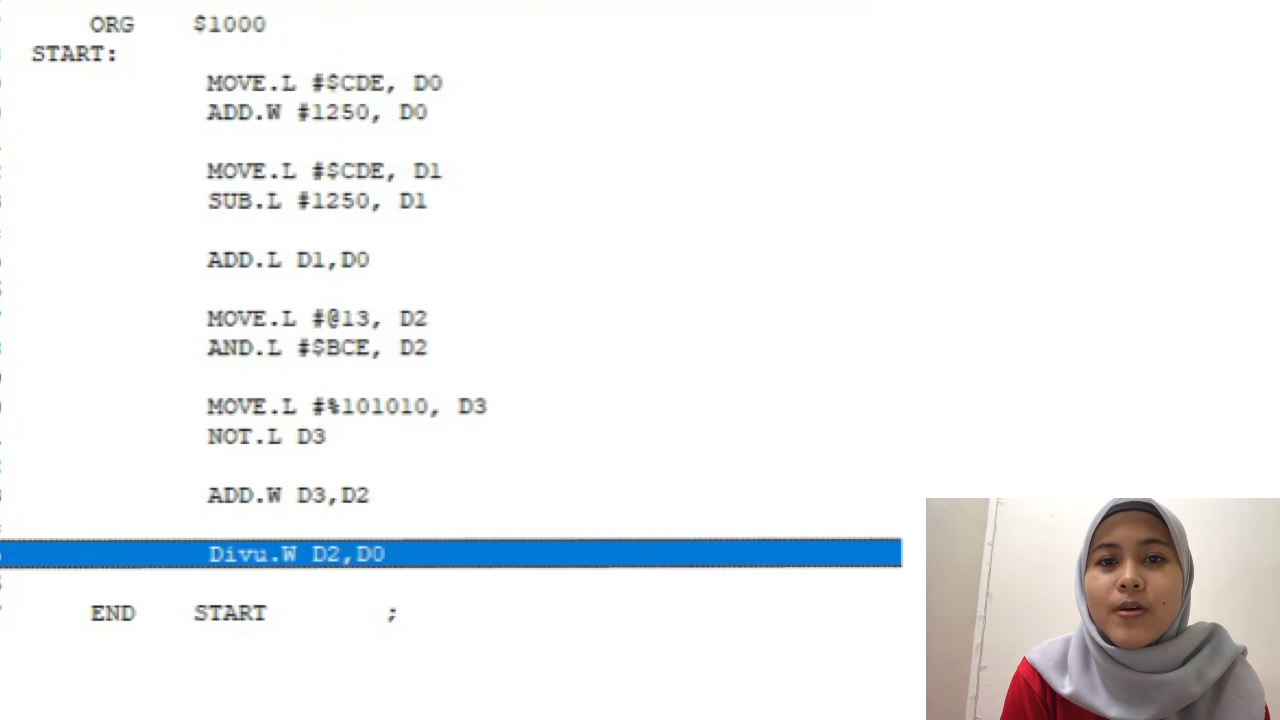 ORG $1000
START:
MOVE.L #$CDE, D0
ADD.W #1250, D0
MOVE.L #$CDE, D1
SUB.L #1250, D1
ADD.L D1,D0
MOVE.L #@13, D2
AND.L #$BCE, D2
MOVE.L #%101010, D3
NOT.L D3
ADD.W D3,D2
Divu.W D2,D0
END START ;